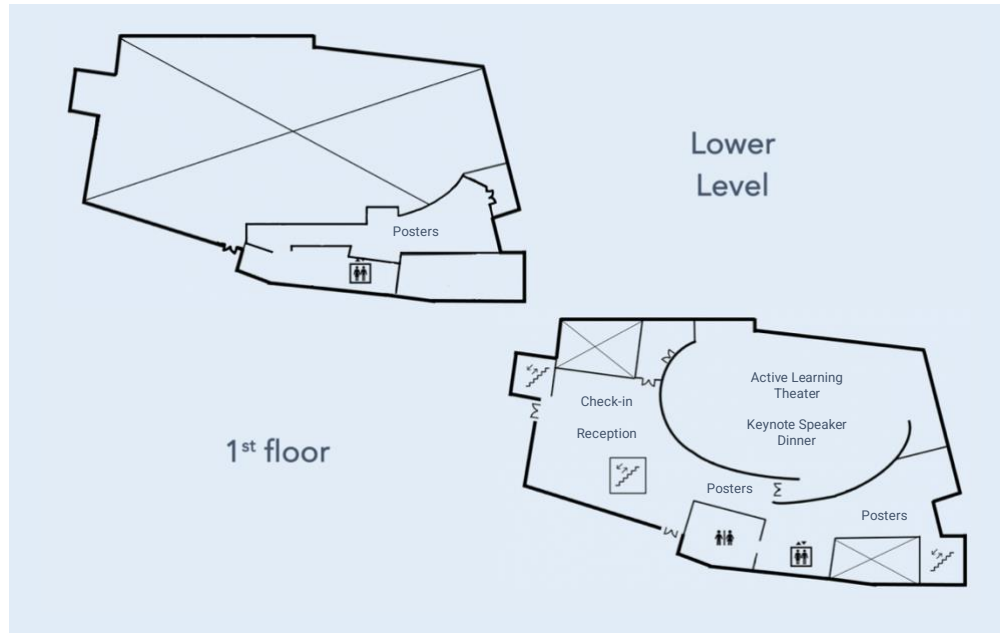 Lower
Level
Posters
Active Learning
Theater
Check-in
Keynote Speaker
Dinner
Reception
1st floor
Posters
Posters